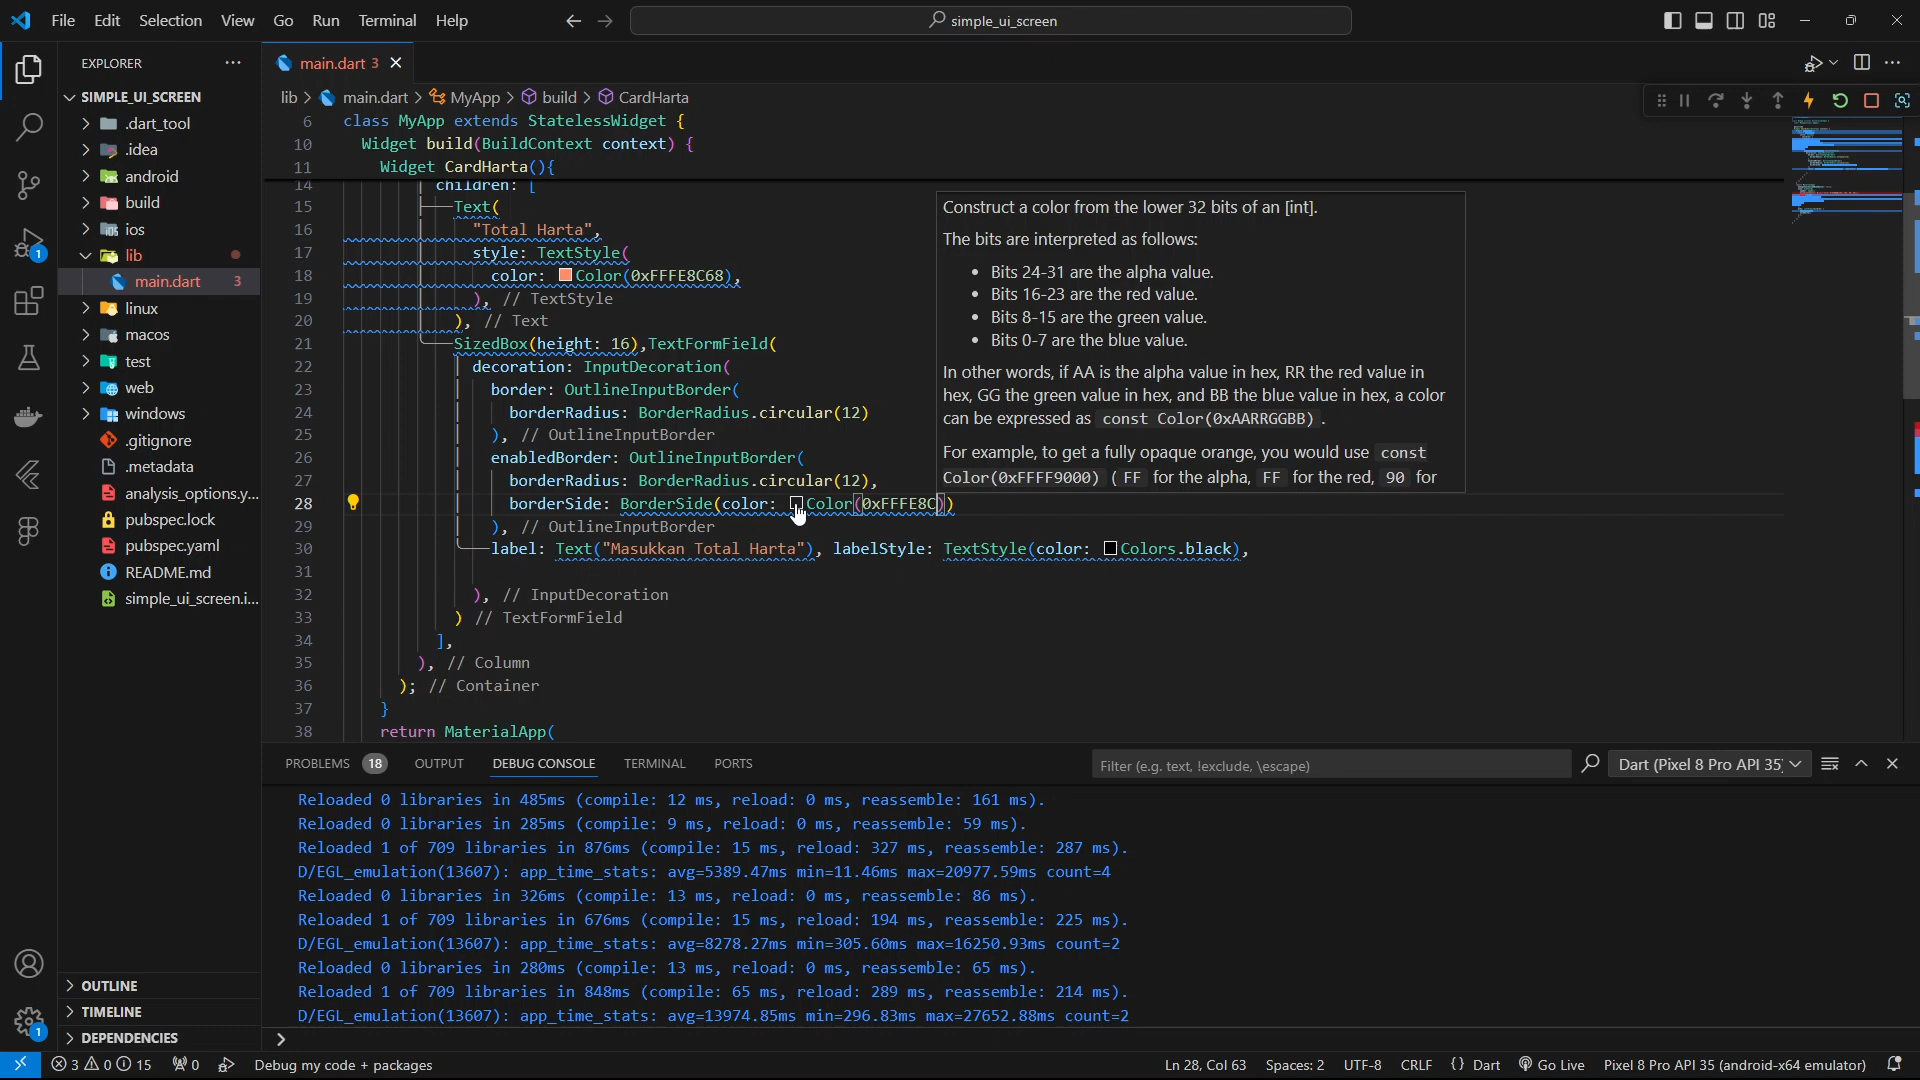 File Edit Selection View Go Run Terminal Help
simple_ui_screen
EXPLORER
SIMPLE_UI_SCREEN
.dart_tool
.idea
android
build
ios
lib
main.dart 3
linux
macos
test
web
windows
.gitignore
.metadata
analysis_options.y...
pubspec.lock
pubspec.yaml
README.md
simple_ui_screen.i...
OUTLINE
TIMELINE
DEPENDENCIES
1
1
main.dart 3
lib > main.dart > MyApp > build > CardHarta
6 class MyApp extends StatelessWidget {
10 Widget build(BuildContext context) {
11 Widget CardHarta(){
14 children: [
15 Text(
16 "Total Harta",
17 style: TextStyle(
18 color: Color(0xFFFE8C68),
19 ), // TextStyle
20 ), // Text
21 SizedBox(height: 16),TextFormField(
22 decoration: InputDecoration(
23 border: OutlineInputBorder(
24 borderRadius: BorderRadius.circular(12)
25 ), // OutlineInputBorder
26 enabledBorder: OutlineInputBorder(
27 borderRadius: BorderRadius.circular(12),
28 borderSide: BorderSide(color: Color(0xFFFE8C))
29 ), // OutlineInputBorder
30 label: Text("Masukkan Total Harta"), labelStyle: TextStyle(color: Colors.black),
31
32 ), // InputDecoration
33 ) // TextFormField
34 ],
35 ), // Column
36 ); // Container
37 }
38 return MaterialApp(
Construct a color from the lower 32 bits of an [int].
The bits are interpreted as follows:
• Bits 24-31 are the alpha value.
• Bits 16-23 are the red value.
• Bits 8-15 are the green value.
• Bits 0-7 are the blue value.
In other words, if AA is the alpha value in hex, RR the red value in
hex, GG the green value in hex, and BB the blue value in hex, a color
can be expressed as const Color(0xAARRGGBB) .
For example, to get a fully opaque orange, you would use const
Color(0xFFFF9000) ( FF for the alpha, FF for the red, 90 for
PROBLEMS 18 OUTPUT DEBUG CONSOLE TERMINAL PORTS
Filter (e.g. text, !exclude, \escape)
Dart (Pixel 8 Pro API 35)
Reloaded 0 libraries in 485ms (compile: 12 ms, reload: 0 ms, reassemble: 161 ms).
Reloaded 0 libraries in 285ms (compile: 9 ms, reload: 0 ms, reassemble: 59 ms).
Reloaded 1 of 709 libraries in 876ms (compile: 15 ms, reload: 327 ms, reassemble: 287 ms).
D/EGL_emulation(13607): app_time_stats: avg=5389.47ms min=11.46ms max=20977.59ms count=4
Reloaded 0 libraries in 326ms (compile: 13 ms, reload: 0 ms, reassemble: 86 ms).
Reloaded 1 of 709 libraries in 676ms (compile: 15 ms, reload: 194 ms, reassemble: 225 ms).
D/EGL_emulation(13607): app_time_stats: avg=8278.27ms min=305.60ms max=16250.93ms count=2
Reloaded 0 libraries in 280ms (compile: 13 ms, reload: 0 ms, reassemble: 65 ms).
Reloaded 1 of 709 libraries in 848ms (compile: 65 ms, reload: 289 ms, reassemble: 214 ms).
D/EGL_emulation(13607): app_time_stats: avg=13974.85ms min=296.83ms max=27652.88ms count=2
3 0 15 0 Debug my code + packages
Ln 28, Col 63 Spaces: 2 UTF-8 CRLF {} Dart Go Live Pixel 8 Pro API 35 (android-x64 emulator)